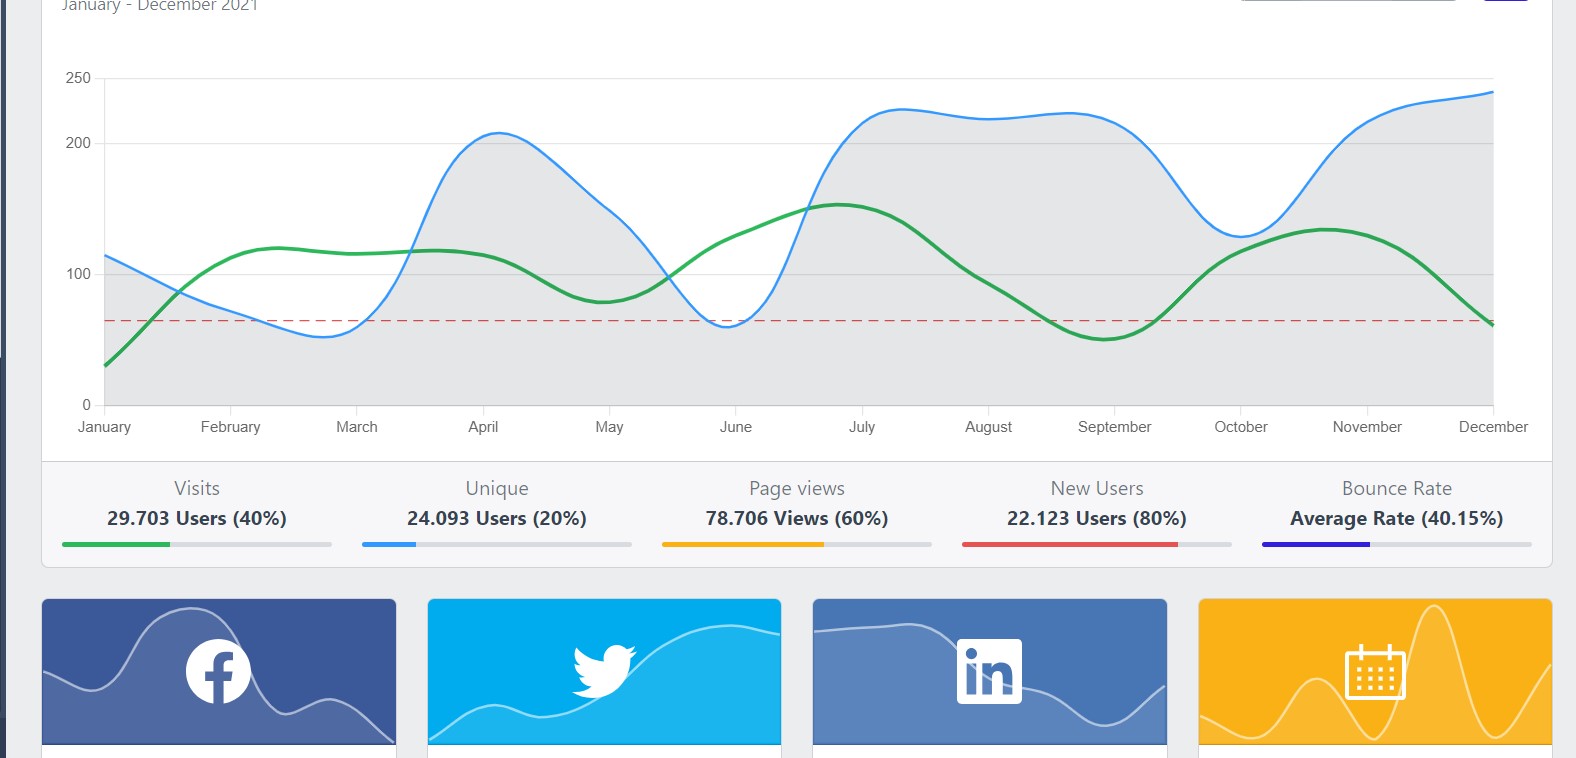 January - December 2021
250
200
100
0
January February March April May June July August September October November December
Visits Unique Page views New Users Bounce Rate
29.703 Users (40%) 24.093 Users (20%) 78.706 Views (60%) 22.123 Users (80%) Average Rate (40.15%)
in